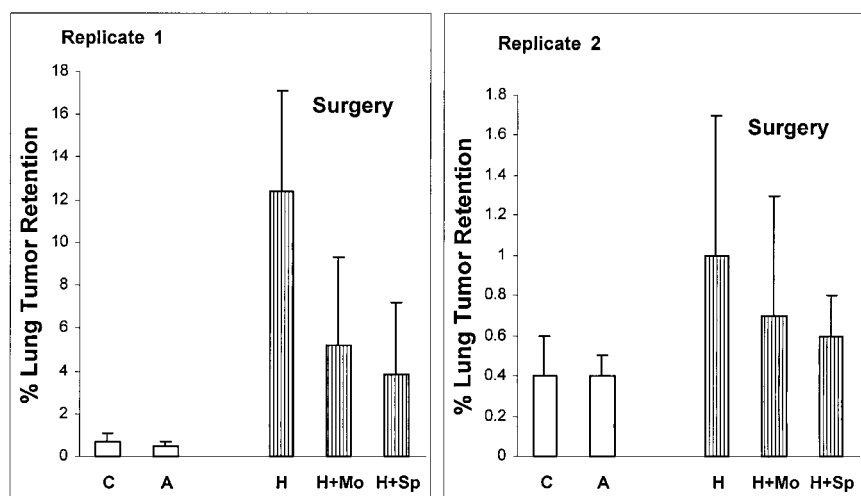 Replicate 1
% Lung Tumor Retention
18
16
14
12
10
8
6
4
2
0
Surgery
C A H H+Mo H+Sp
Replicate 2
% Lung Tumor Retention
1.8
1.6
1.4
1.2
1
0.8
0.6
0.4
0.2
0
Surgery
C A H H+Mo H+Sp